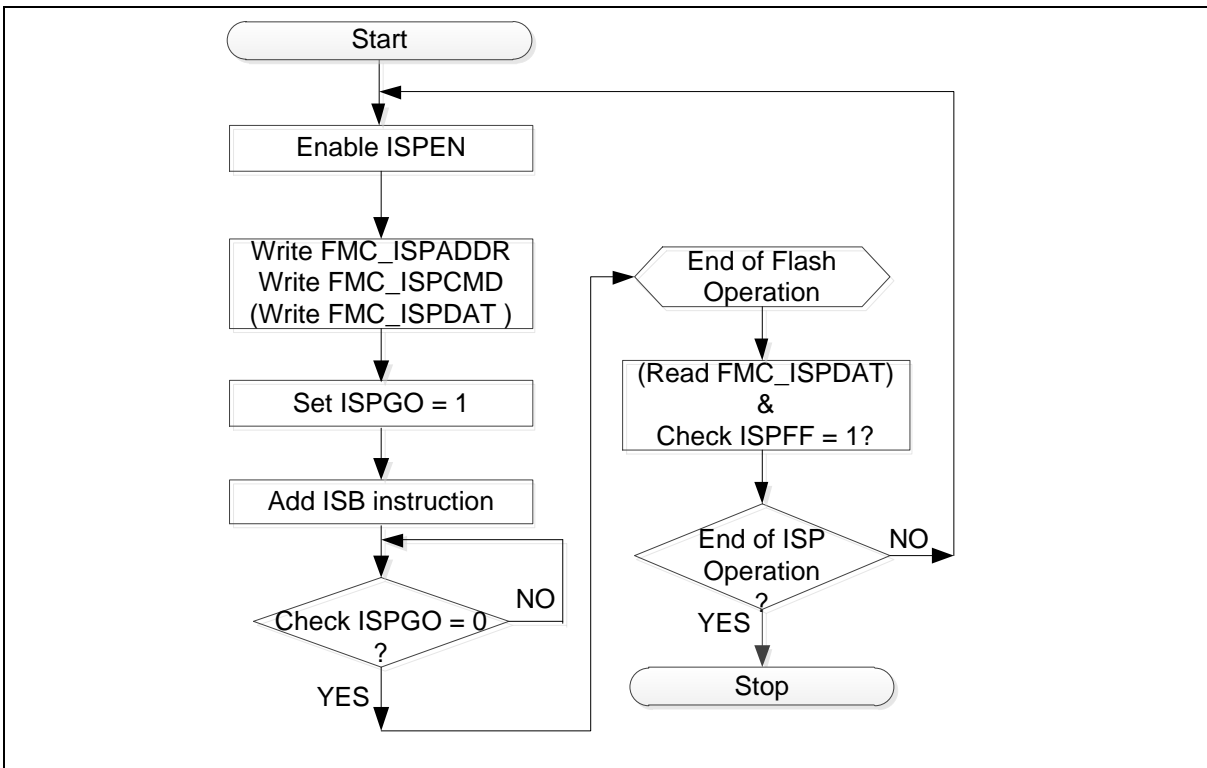 Start
Enable ISPEN
Write FMC_ISPADDR
Write FMC_ISPCMD
(Write FMC_ISPDAT )
Set ISPGO = 1
Add ISB instruction
Check ISPGO = 0
?
NO
YES
End of Flash
Operation
(Read FMC_ISPDAT)
&
Check ISPFF = 1?
End of ISP
Operation
?
NO
YES
Stop